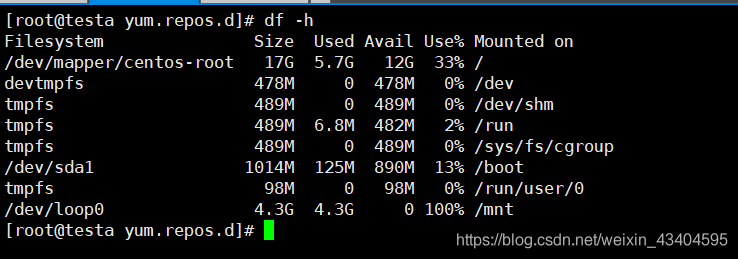 [root@testa yum.repos.d]# df -h
Filesystem Size Used Avail Use% Mounted on
/dev/mapper/centos-root 17G 5.7G 12G 33% /
devtmpfs 478M 0 478M 0% /dev
tmpfs 489M 0 489M 0% /dev/shm
tmpfs 489M 6.8M 482M 2% /run
tmpfs 489M 0 489M 0% /sys/fs/cgroup
/dev/sda1 1014M 125M 890M 13% /boot
tmpfs 98M 0 98M 0% /run/user/0
/dev/loop0 4.3G 4.3G 0 100% /mnt
[root@testa yum.repos.d]#
https://blog.csdn.net/weixin_43404595